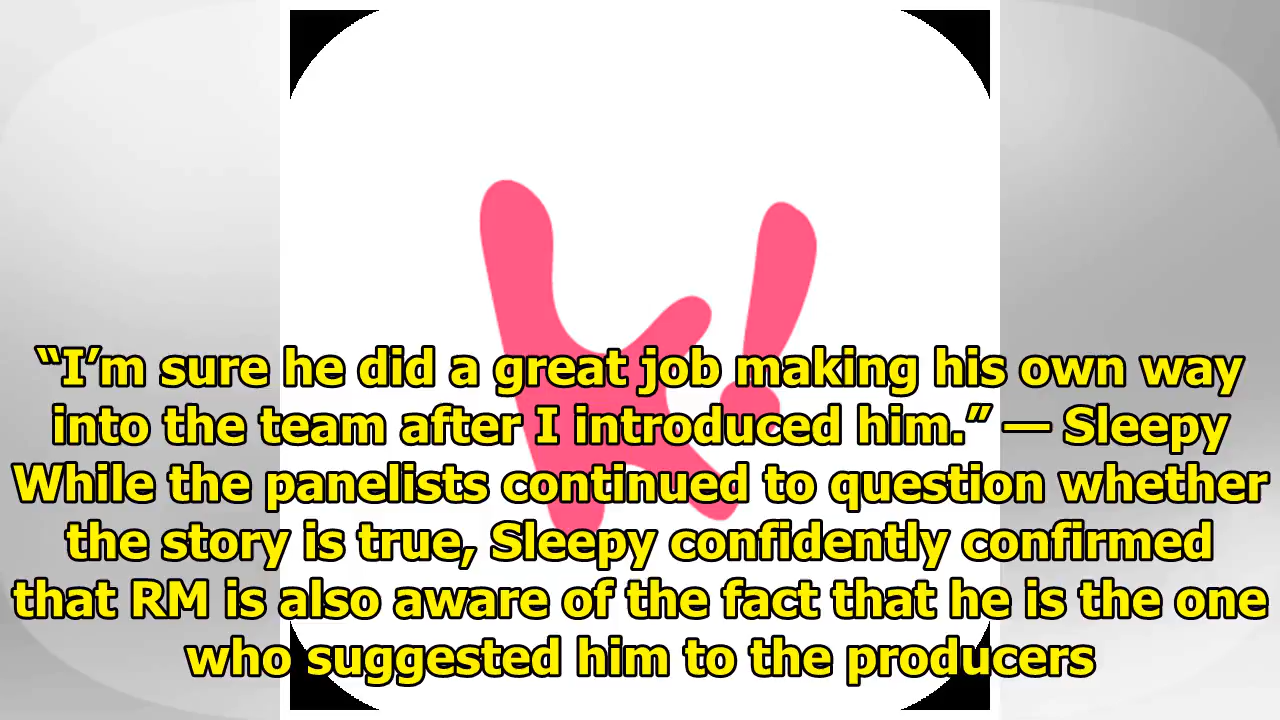 “I’m sure he did a great job making his own way
into the team after I introduced him.” — Sleepy
While the panelists continued to question whether
the story is true, Sleepy confidently confirmed
that RM is also aware of the fact that he is the one
who suggested him to the producers